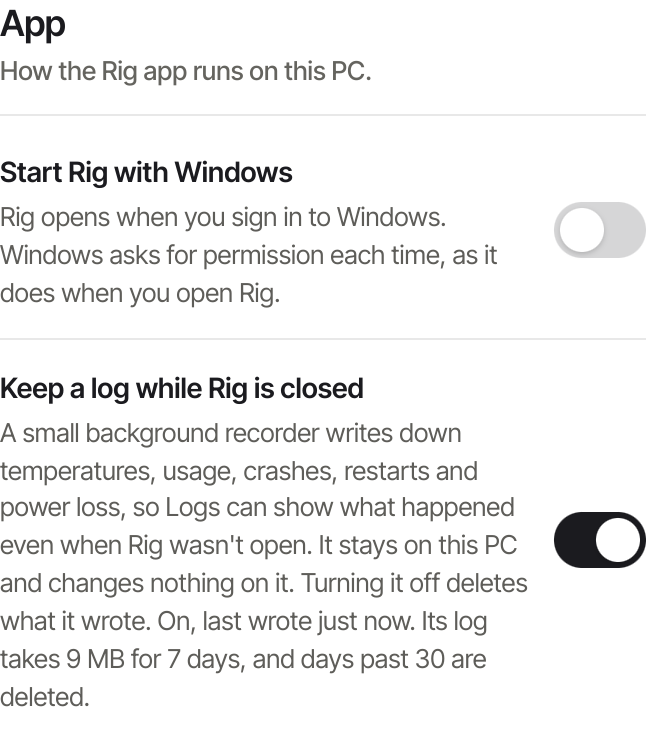 App
How the Rig app runs on this PC.
Start Rig with Windows
Rig opens when you sign in to Windows.
Windows asks for permission each time, as it
does when you open Rig.
Keep a log while Rig is closed
A small background recorder writes down
temperatures, usage, crashes, restarts and
power loss, so Logs can show what happened
even when Rig wasn't open. It stays on this PC
and changes nothing on it. Turning it off deletes
what it wrote. On, last wrote just now. Its log
takes 9 MB for 7 days, and days past 30 are
deleted.